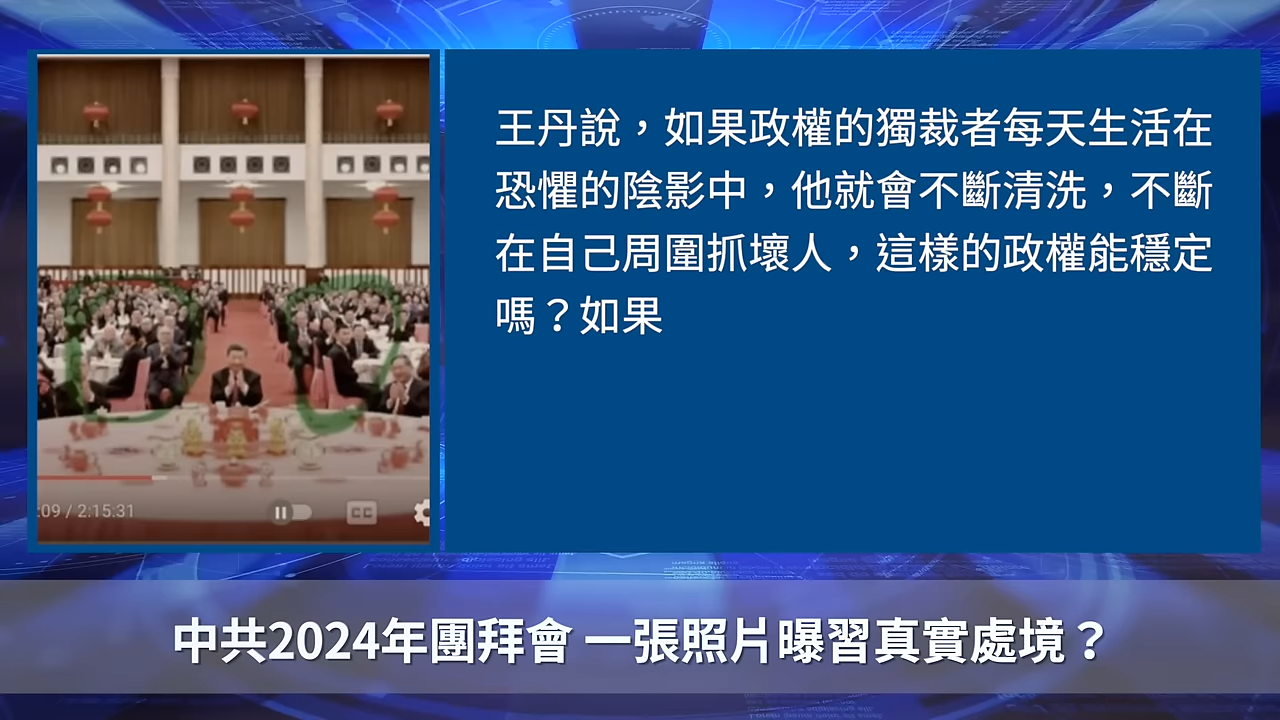 王丹說，如果政權的獨裁者每天生活在
恐懼的陰影中，他就會不斷清洗，不斷
在自己周圍抓壞人，這樣的政權能穩定
嗎？如果
:09 / 2:15:31
CC
中共2024年團拜會 一張照片曝習真實處境？